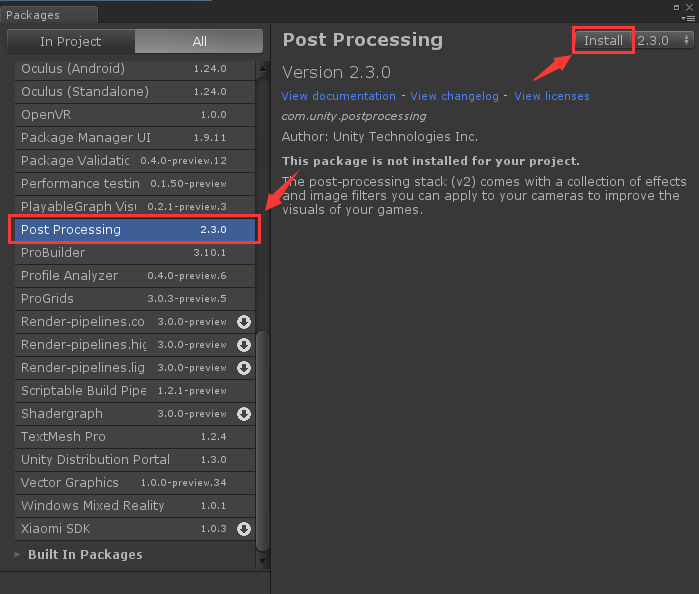 Packages
In Project
All
Oculus (Android) 1.24.0
Oculus (Standalone) 1.24.0
OpenVR 1.0.0
Package Manager UI 1.9.11
Package Validatic 0.4.0-preview.12
Performance testin 0.1.50-preview
PlayableGraph Visu 0.2.1-preview.3
Post Processing 2.3.0
ProBuilder 3.10.1
Profile Analyzer 0.4.0-preview.6
ProGrids 3.0.3-preview.5
Render-pipelines.co 3.0.0-preview
Render-pipelines.hig 3.0.0-preview
Render-pipelines.lig 3.0.0-preview
Scriptable Build Pipe 1.2.1-preview
Shadergraph 3.0.0-preview
TextMesh Pro 1.2.4
Unity Distribution Portal 1.3.0
Vector Graphics 1.0.0-preview.34
Windows Mixed Reality 1.0.1
Xiaomi SDK 1.0.3
Built In Packages
Post Processing
Install
2.3.0
Version 2.3.0
View documentation - View changelog - View licenses
com.unity.postprocessing
Author: Unity Technologies Inc.
This package is not installed for your project.
The post-processing stack (v2) comes with a collection of effects
and image filters you can apply to your cameras to improve the
visuals of your games.